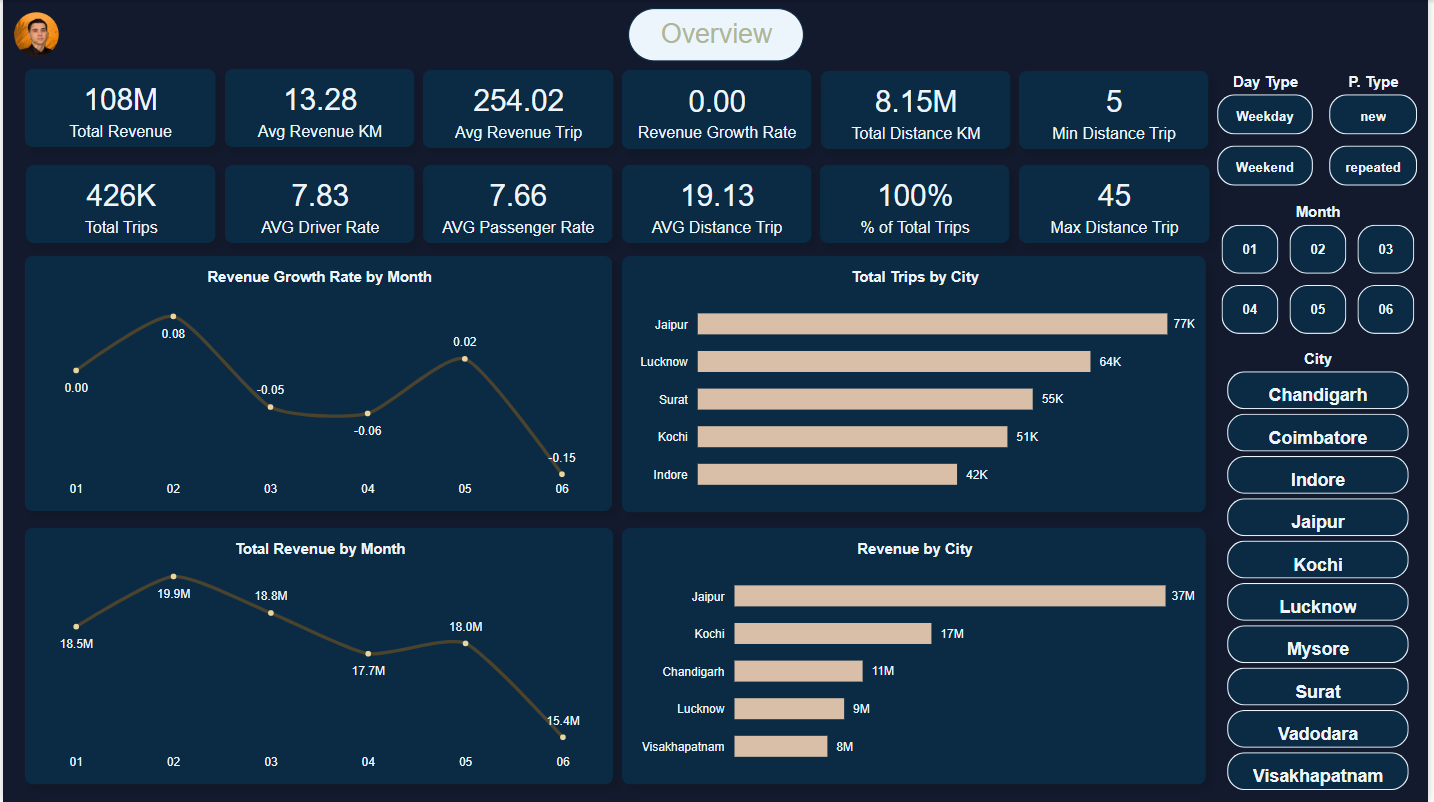 Overview
108M
Total Revenue
13.28
Avg Revenue KM
254.02
Avg Revenue Trip
0.00
Revenue Growth Rate
8.15M
Total Distance KM
5
Min Distance Trip
426K
Total Trips
7.83
AVG Driver Rate
7.66
AVG Passenger Rate
19.13
AVG Distance Trip
100%
% of Total Trips
45
Max Distance Trip
Revenue Growth Rate by Month
0.00
0.08
-0.05
-0.06
0.02
-0.15
01 02 03 04 05 06
Total Trips by City
Jaipur 77K
Lucknow 64K
Surat 55K
Kochi 51K
Indore 42K
Total Revenue by Month
18.5M
19.9M
18.8M
17.7M
18.0M
15.4M
01 02 03 04 05 06
Revenue by City
Jaipur 37M
Kochi 17M
Chandigarh 11M
Lucknow 9M
Visakhapatnam 8M
Day Type
Weekday
Weekend
P. Type
new
repeated
Month
01 02 03
04 05 06
City
Chandigarh
Coimbatore
Indore
Jaipur
Kochi
Lucknow
Mysore
Surat
Vadodara
Visakhapatnam